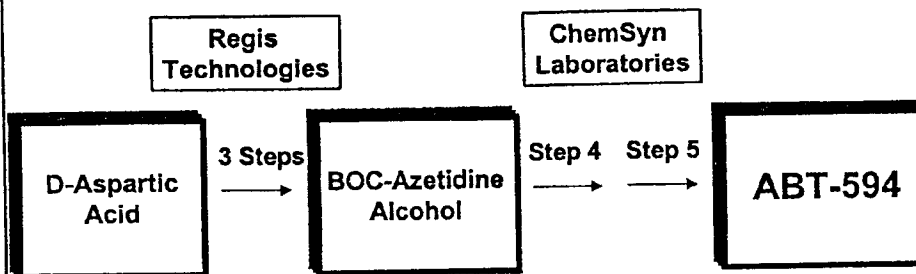 Regis
Technologies
ChemSyn
Laboratories
D-Aspartic
Acid
3 Steps
BOC-Azetidine
Alcohol
Step 4
Step 5
ABT-594